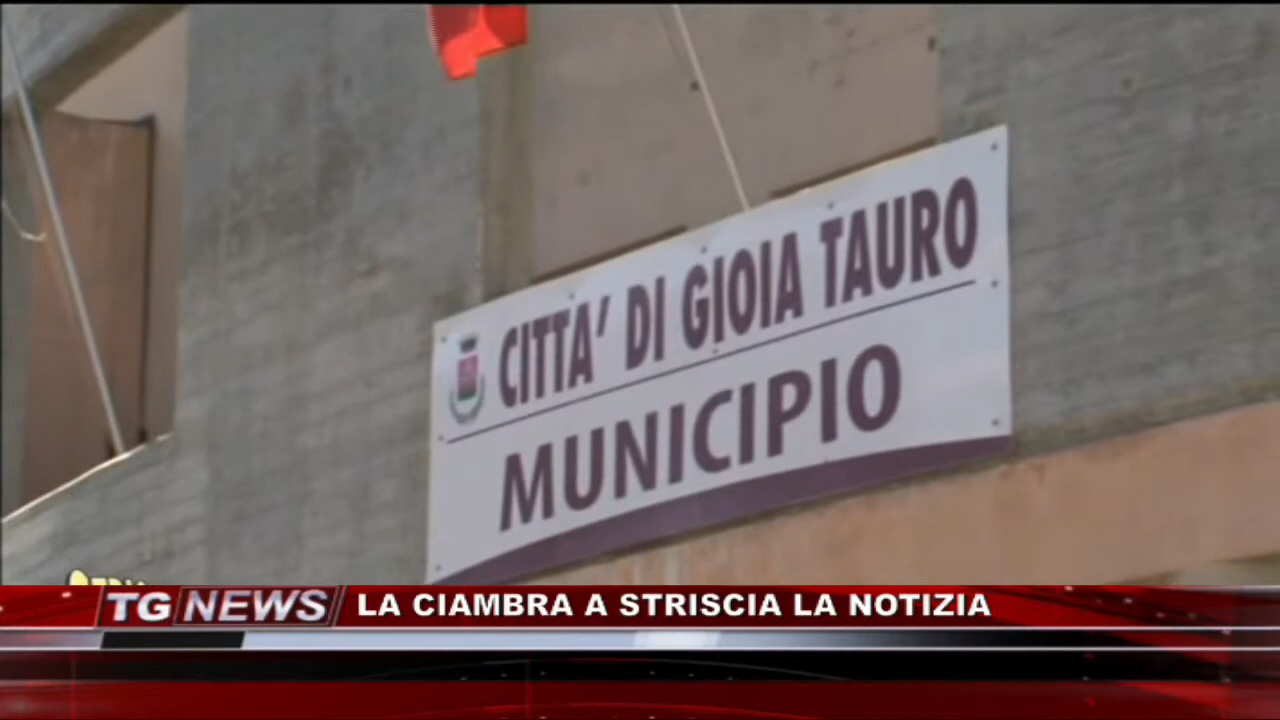 CITTA' DI GIOIA TAURO
MUNICIPIO
TG NEWS LA CIAMBRA A STRISCIA LA NOTIZIA